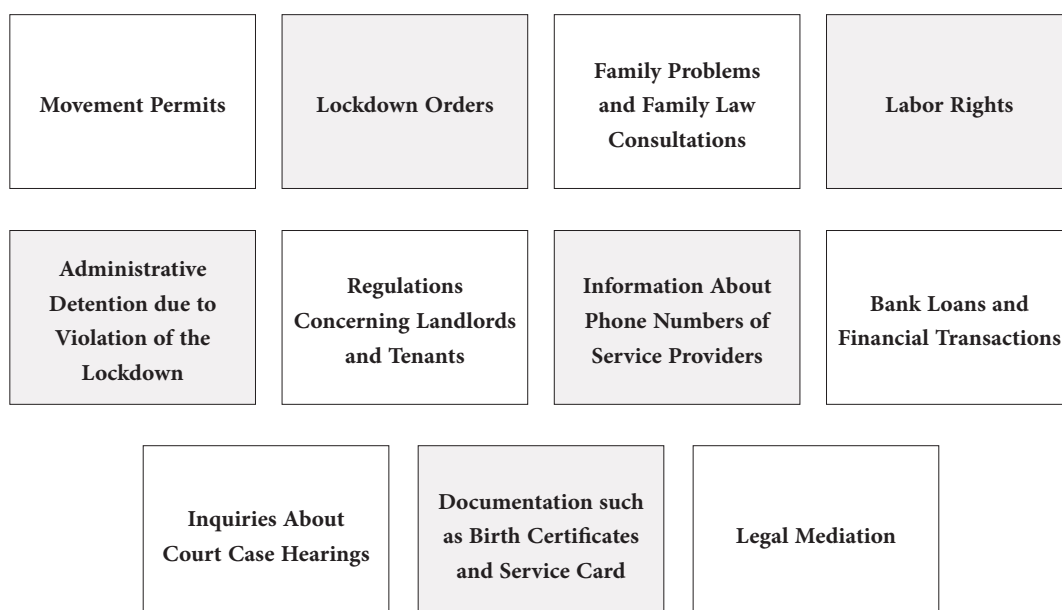 Movement Permits
Lockdown Orders
Family Problems
and Family Law
Consultations
Labor Rights
Administrative
Detention due to
Violation of the
Lockdown
Regulations
Concerning Landlords
and Tenants
Information About
Phone Numbers of
Service Providers
Bank Loans and
Financial Transactions
Inquiries About
Court Case Hearings
Documentation such
as Birth Certificates
and Service Card
Legal Mediation